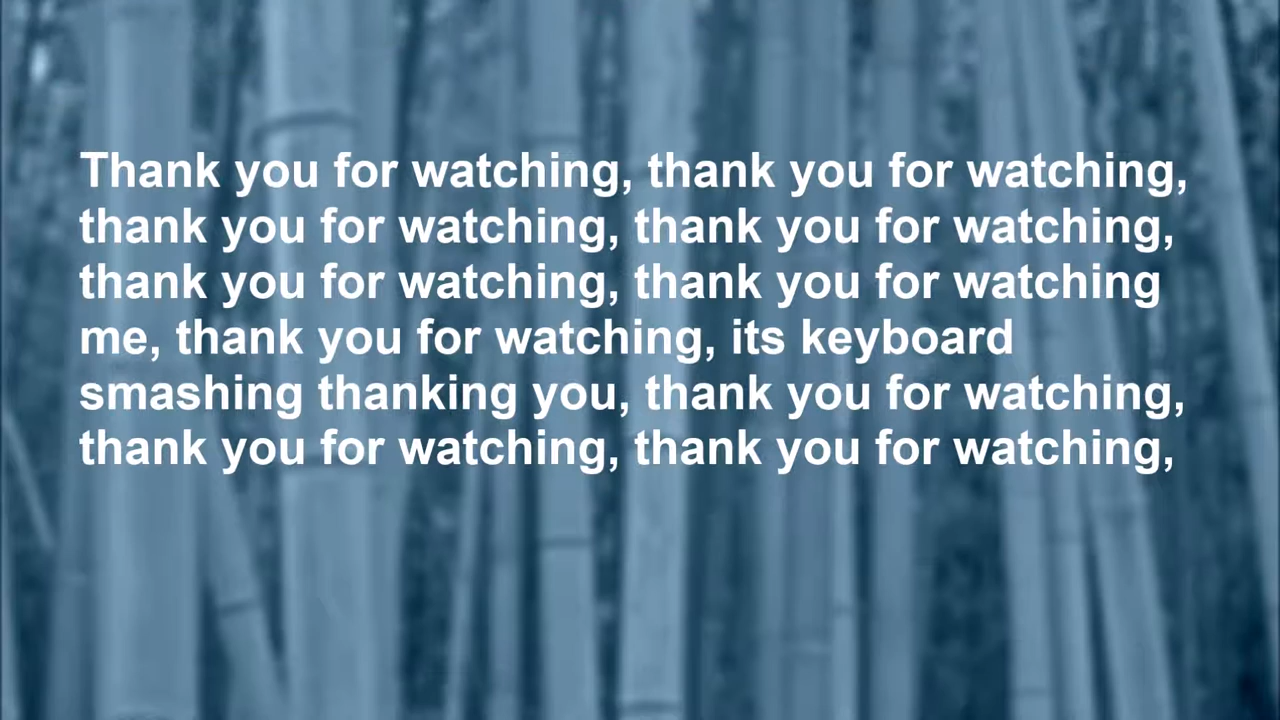 Thank you for watching, thank you for watching,
thank you for watching, thank you for watching,
thank you for watching, thank you for watching
me, thank you for watching, its keyboard
smashing thanking you, thank you for watching,
thank you for watching, thank you for watching,